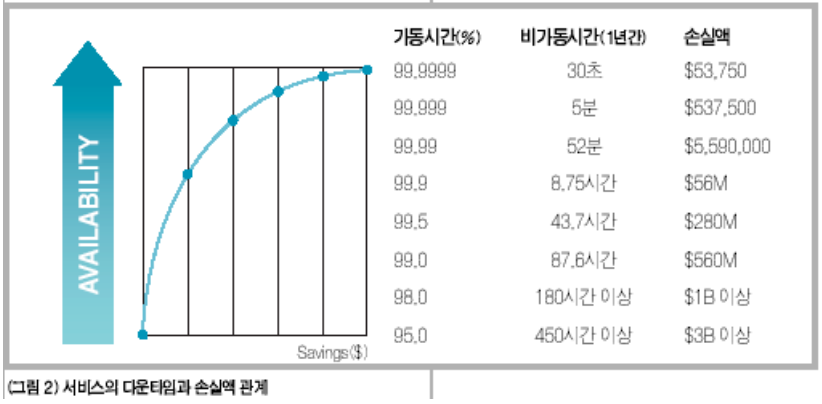 AVAILABILITY
Savings($)
가동시간(%) 비가동시간(1년간) 손실액
99.9999 30초 $53,750
99.999 5분 $537,500
99.99 52분 $5,590,000
99.9 8.75시간 $56M
99.5 43.7시간 $280M
99.0 87.6시간 $560M
98.0 180시간 이상 $1B 이상
95.0 450시간 이상 $3B 이상
(그림 2) 서비스의 다운타임과 손실액 관계